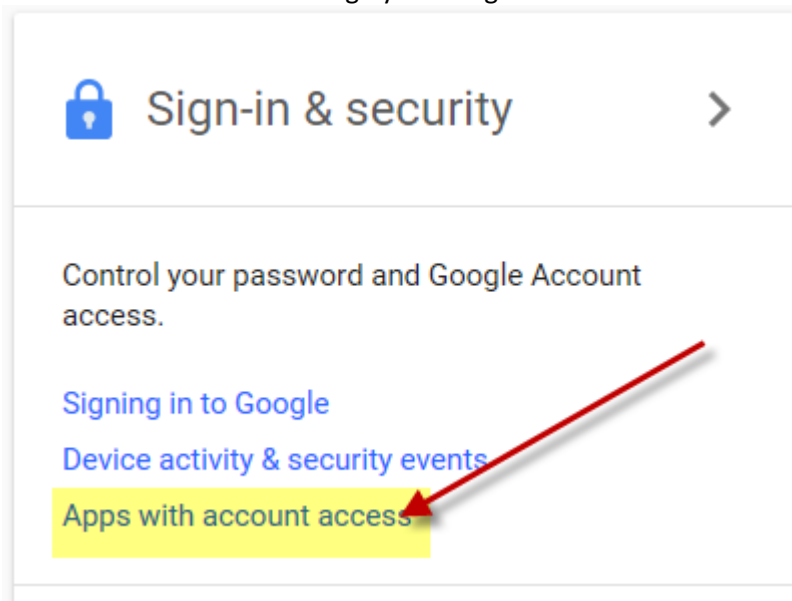 Sign-in & security
Control your password and Google Account
access.
Signing in to Google
Device activity & security events
Apps with account access